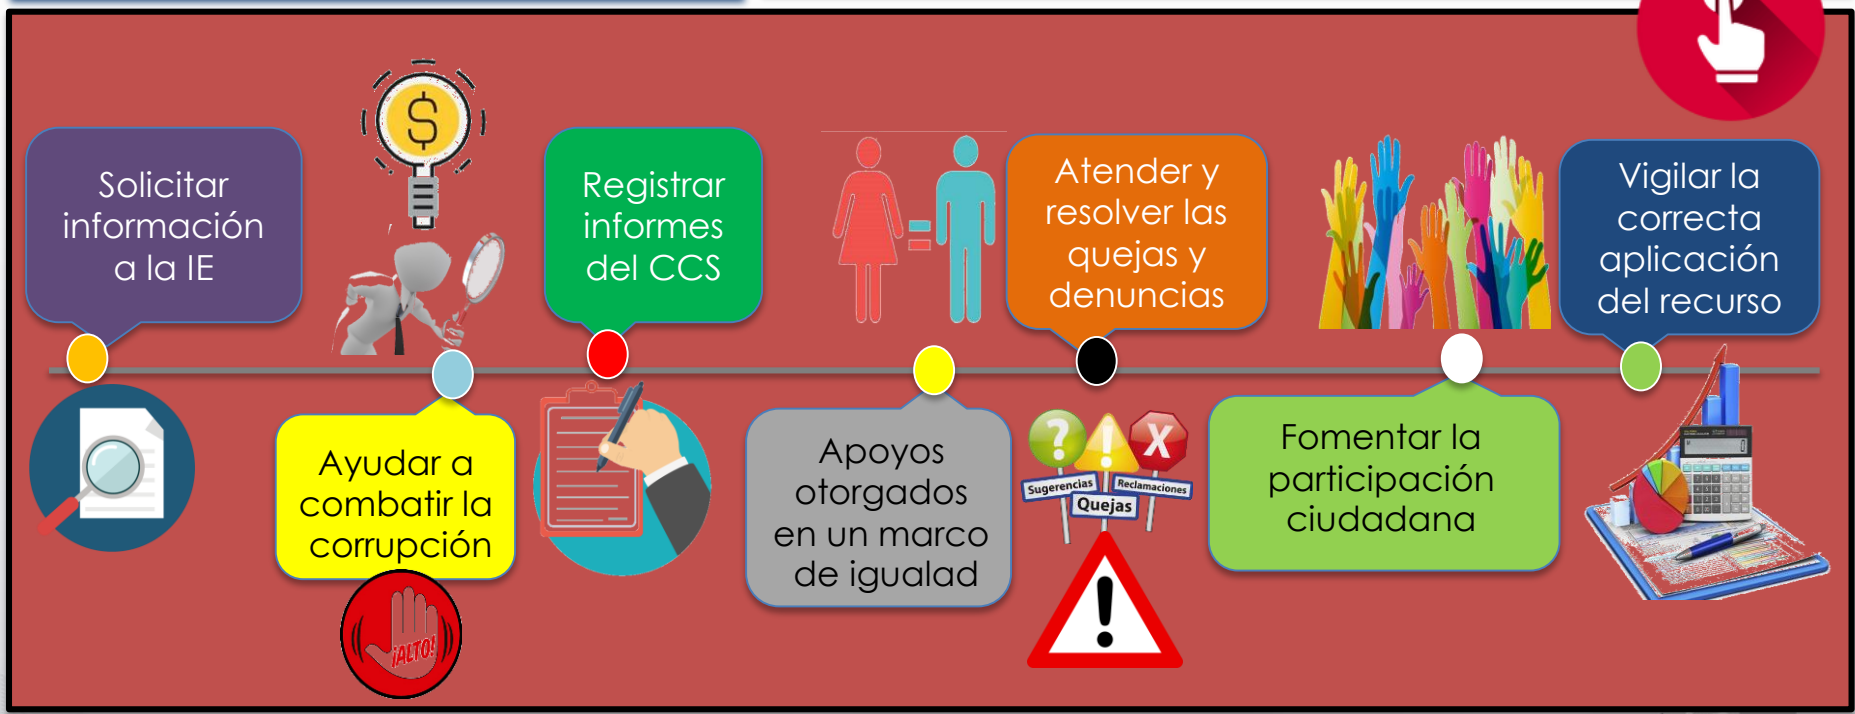 Solicitar
información
a la IE
Ayudar a
combatir la
corrupción
¡ALTO!
Registrar
informes
del CCS
Apoyos
otorgados
en un marco
de igualad
Atender y
resolver las
quejas y
denuncias
Sugerencias
Reclamaciones
Quejas
Fomentar la
participación
ciudadana
Vigilar la
correcta
aplicación
del recurso